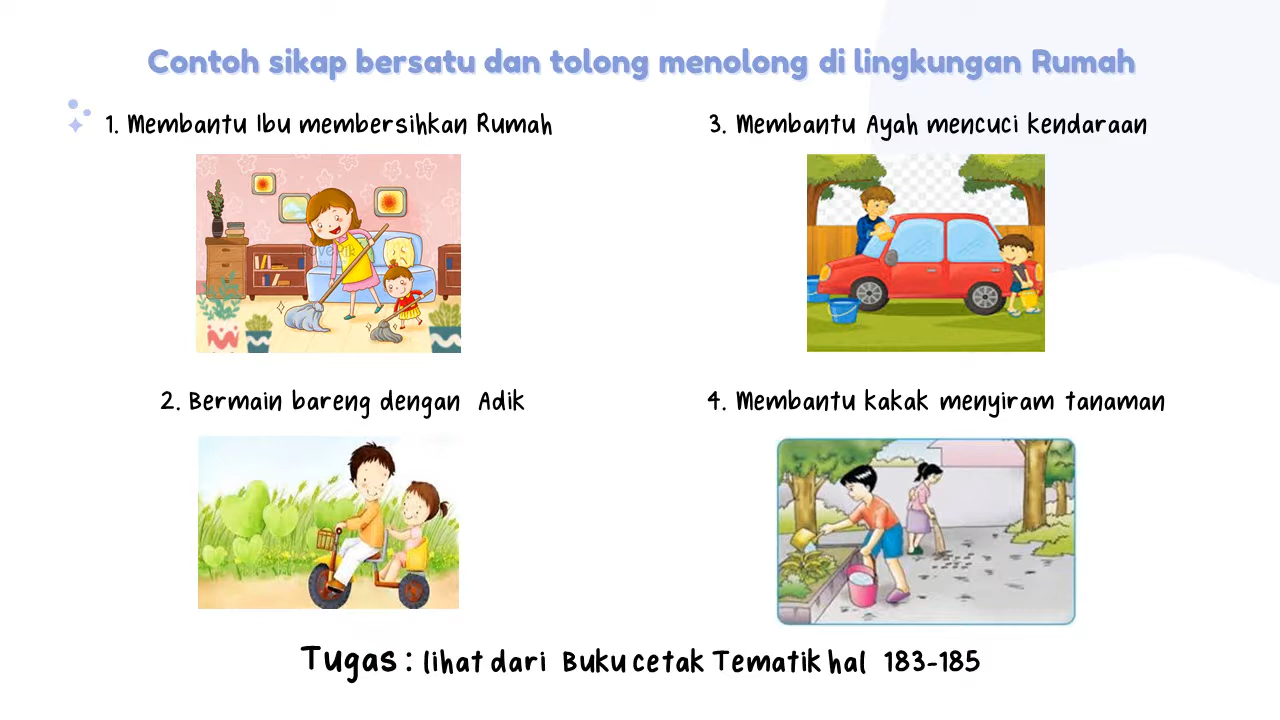 Contoh sikap bersatu dan tolong menolong di lingkungan Rumah
1. Membantu Ibu membersihkan Rumah
2. Bermain bareng dengan Adik
3. Membantu Ayah mencuci kendaraan
4. Membantu kakak menyiram tanaman
Tugas : lihat dari Buku cetak Tematik hal 183-185